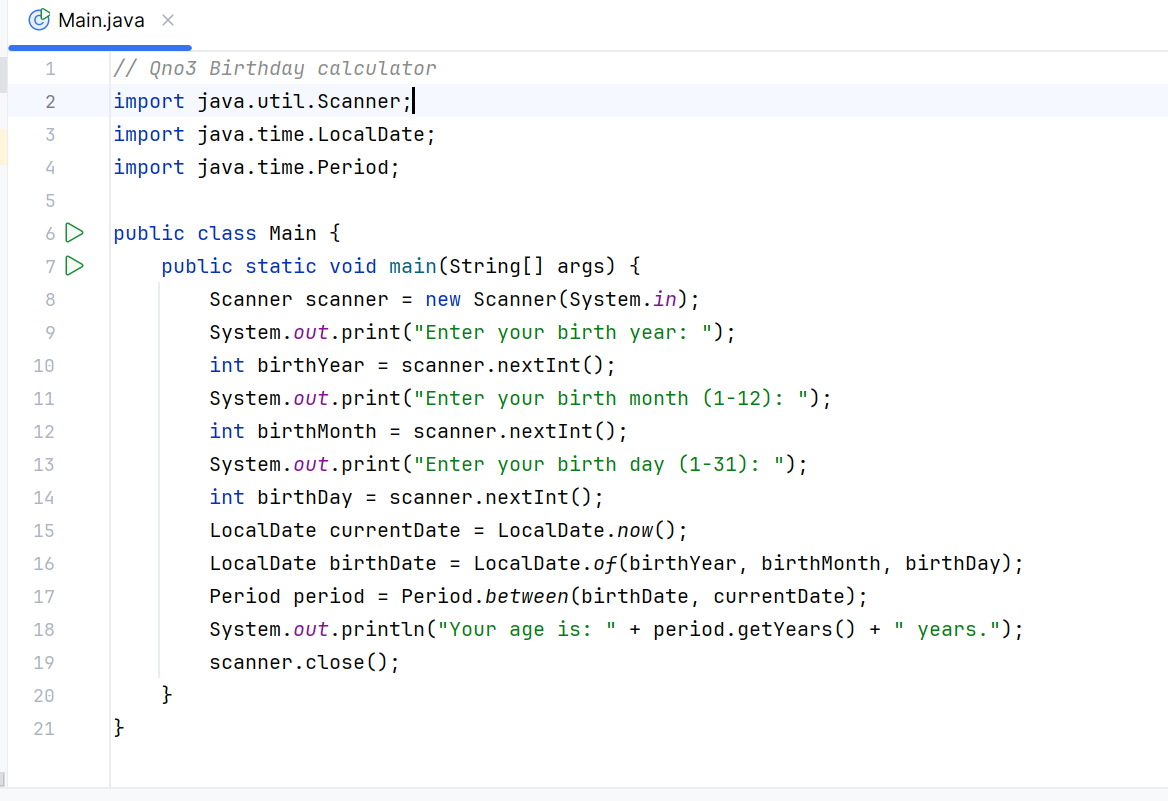 Main.java
1 // Qno3 Birthday calculator
2 import java.util.Scanner;
3 import java.time.LocalDate;
4 import java.time.Period;
5
6 public class Main {
7     public static void main(String[] args) {
8         Scanner scanner = new Scanner(System.in);
9         System.out.print("Enter your birth year: ");
10         int birthYear = scanner.nextInt();
11         System.out.print("Enter your birth month (1-12): ");
12         int birthMonth = scanner.nextInt();
13         System.out.print("Enter your birth day (1-31): ");
14         int birthDay = scanner.nextInt();
15         LocalDate currentDate = LocalDate.now();
16         LocalDate birthDate = LocalDate.of(birthYear, birthMonth, birthDay);
17         Period period = Period.between(birthDate, currentDate);
18         System.out.println("Your age is: " + period.getYears() + " years.");
19         scanner.close();
20     }
21 }